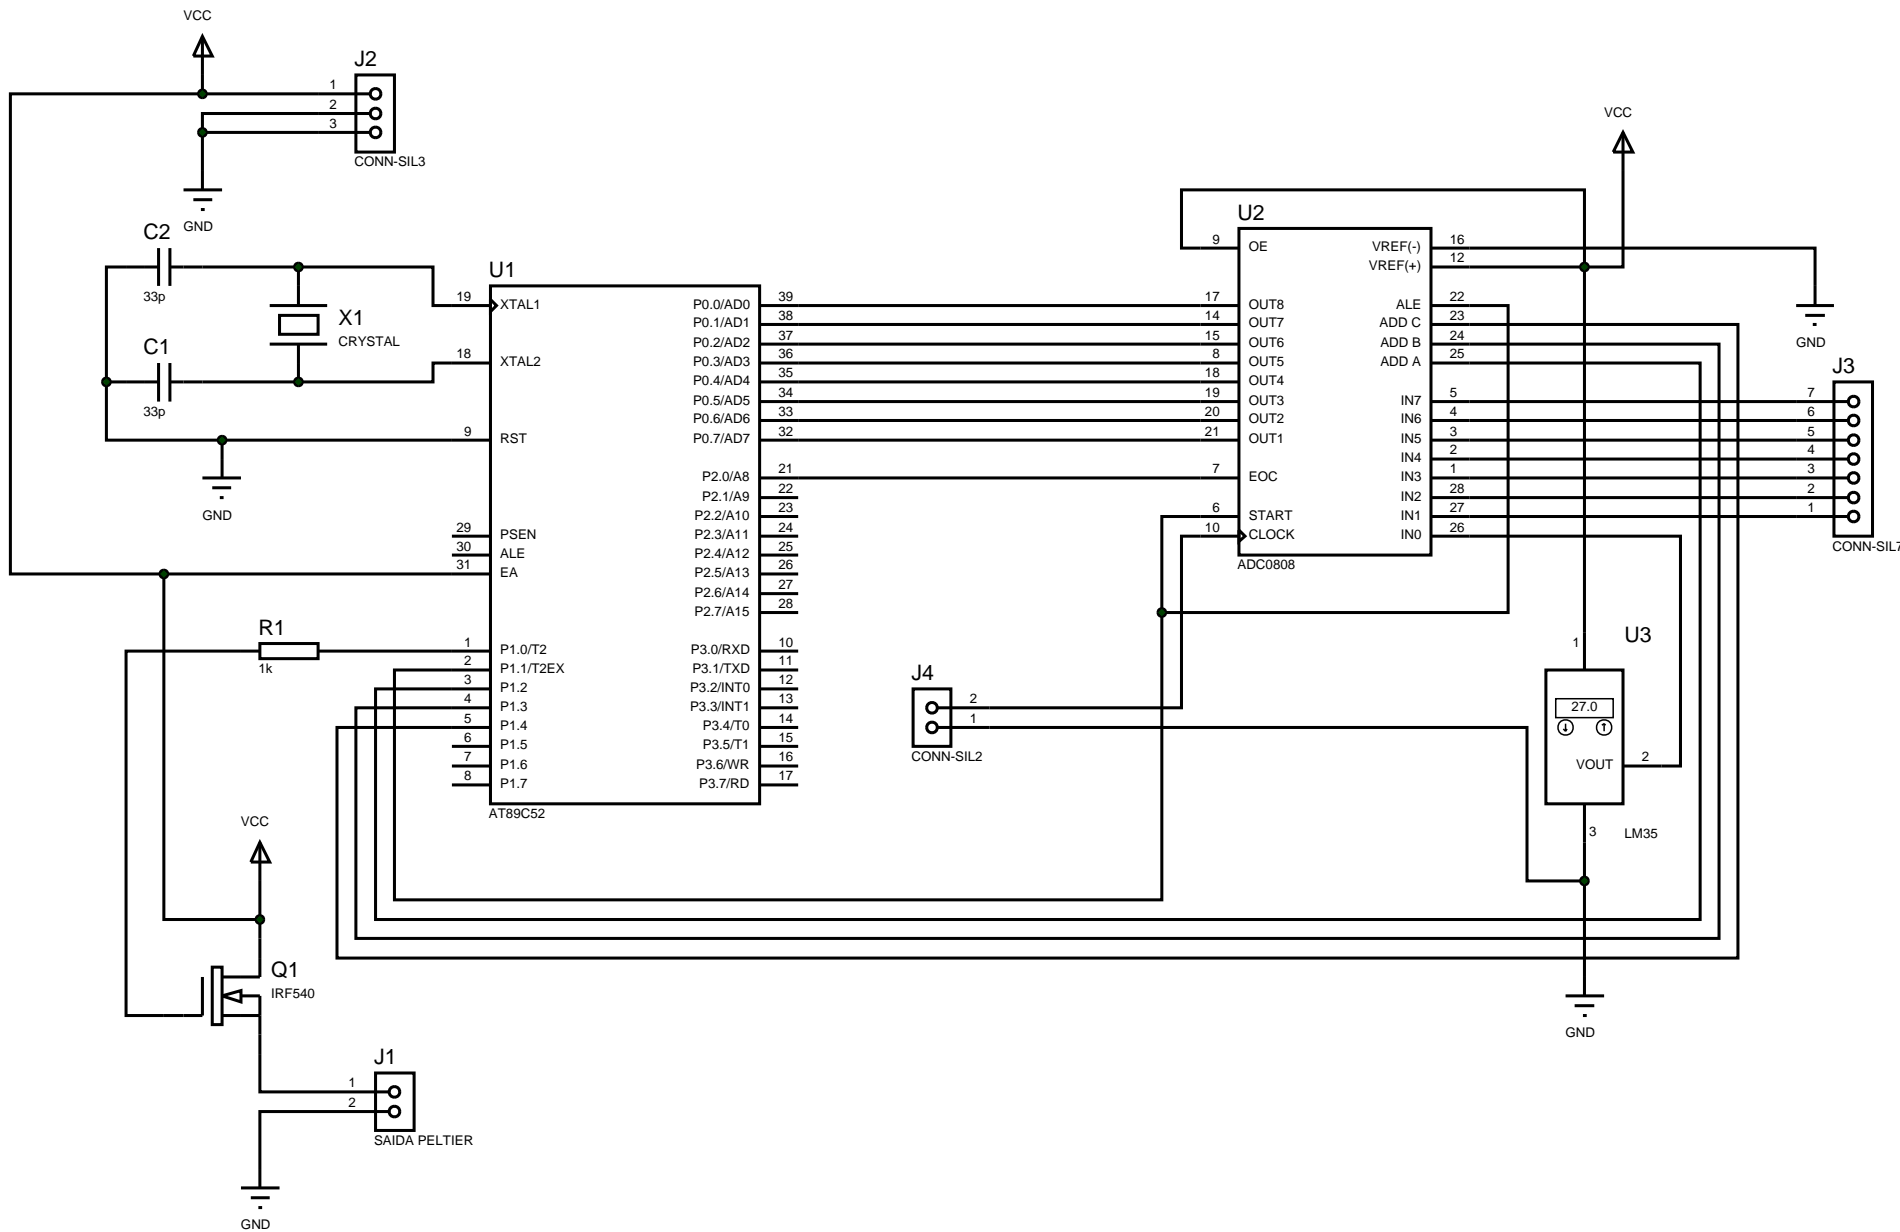 VCC
J2
1
2
3
CONN-SIL3
GND
C2
33p
X1
CRYSTAL
C1
33p
GND
U1
19 XTAL1
18 XTAL2
9 RST
29 PSEN
30 ALE
31 EA
1 P1.0/T2
2 P1.1/T2EX
3 P1.2
4 P1.3
5 P1.4
6 P1.5
7 P1.6
8 P1.7
P0.0/AD0 39
P0.1/AD1 38
P0.2/AD2 37
P0.3/AD3 36
P0.4/AD4 35
P0.5/AD5 34
P0.6/AD6 33
P0.7/AD7 32
P2.0/A8 21
P2.1/A9 22
P2.2/A10 23
P2.3/A11 24
P2.4/A12 25
P2.5/A13 26
P2.6/A14 27
P2.7/A15 28
P3.0/RXD 10
P3.1/TXD 11
P3.2/INT0 12
P3.3/INT1 13
P3.4/T0 14
P3.5/T1 15
P3.6/WR 16
P3.7/RD 17
AT89C52
R1
1k
VCC
Q1
IRF540
J1
1
2
SAIDA PELTIER
GND
J4
2
1
CONN-SIL2
U2
9 OE
17 OUT8
14 OUT7
15 OUT6
8 OUT5
18 OUT4
19 OUT3
20 OUT2
21 OUT1
7 EOC
6 START
10 CLOCK
VREF(-) 16
VREF(+) 12
ALE 22
ADD C 23
ADD B 24
ADD A 25
IN7 5
IN6 4
IN5 3
IN4 2
IN3 1
IN2 28
IN1 27
IN0 26
ADC0808
VCC
GND
J3
7
6
5
4
3
2
1
CONN-SIL7
U3
1
27.0
VOUT 2
3
LM35
GND